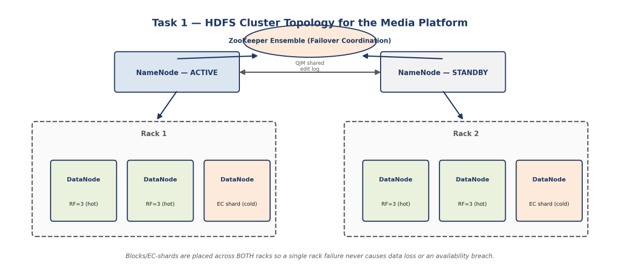 Task 1 — HDFS Cluster Topology for the Media Platform
ZooKeeper Ensemble (Failover Coordination)
NameNode — ACTIVE
QJM shared
edit log
NameNode — STANDBY
Rack 1
Rack 2
DataNode
RF=3 (hot)
DataNode
RF=3 (hot)
DataNode
EC shard (cold)
DataNode
RF=3 (hot)
DataNode
RF=3 (hot)
DataNode
EC shard (cold)
Blocks/EC-shards are placed across BOTH racks so a single rack failure never causes data loss or an availability breach.